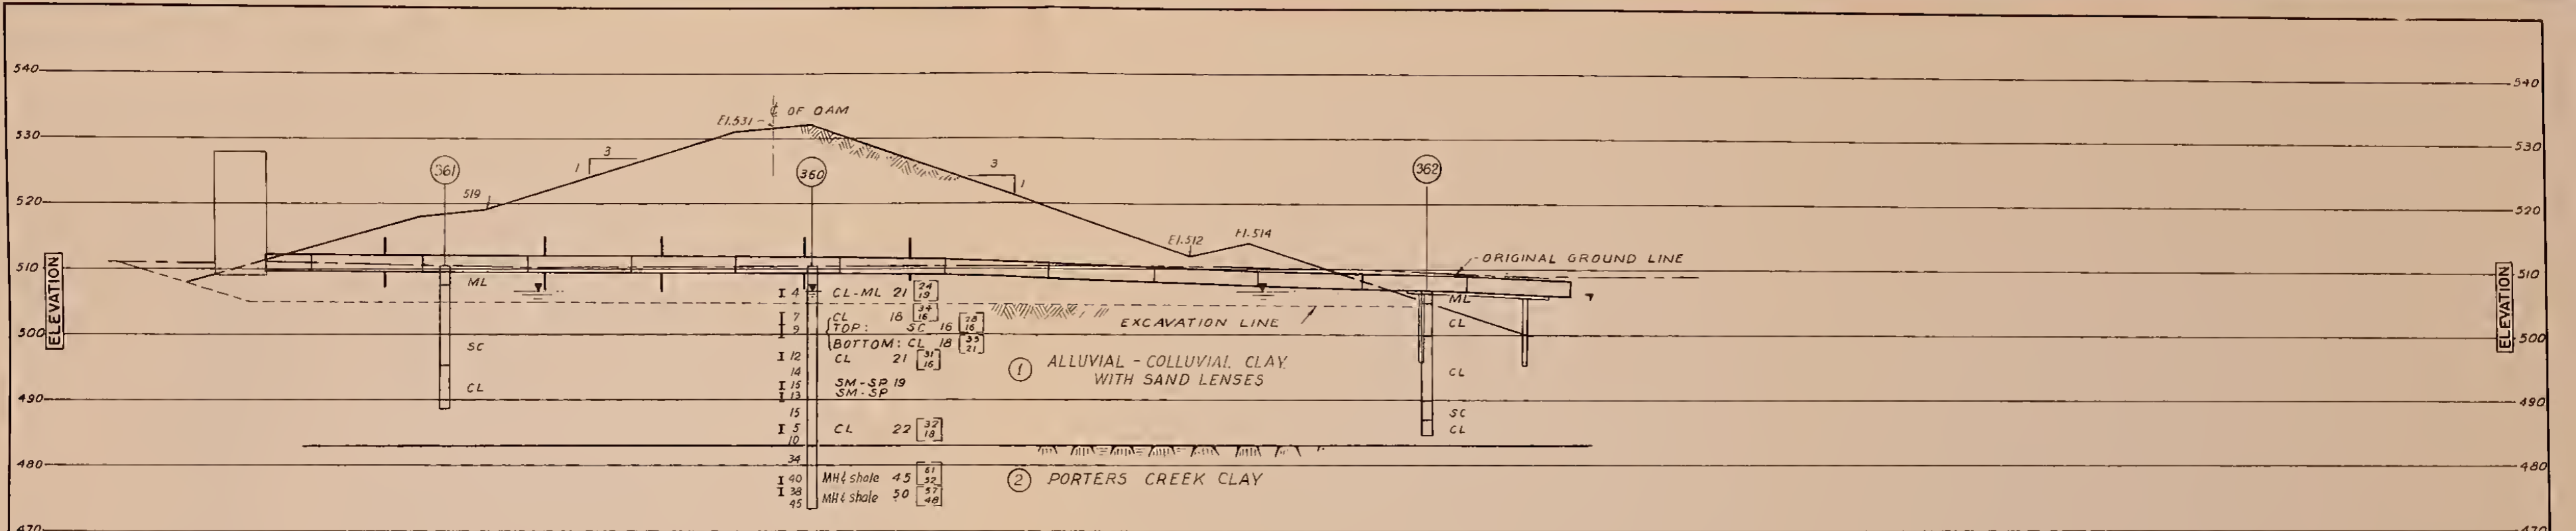 540 540
℄ OF DAM
El.531
530 530
3
1
3
1
361
360
362
519
520 520
El.512
El.514
ORIGINAL GROUND LINE
510 510
ELEVATION
ELEVATION
ML
I 4 CL-ML 21 [24 19]
ML
I 7 CL 18 [34 16]
I 9 TOP: SC 16 [28 16]
EXCAVATION LINE
CL
BOTTOM: CL 18 [35 21]
500 500
SC
I 12 CL 21 [31 16]
1 ALLUVIAL - COLLUVIAL CLAY
WITH SAND LENSES
14
CL
CL
I 15 SM-SP 19
I 13 SM-SP
490 490
15
SC
I 5 CL 22 [32 18]
CL
10
34
480 480
I 40 MH & shale 45 [61 52]
2 PORTERS CREEK CLAY
I 38 MH & shale 50 [57 48]
45
470 470